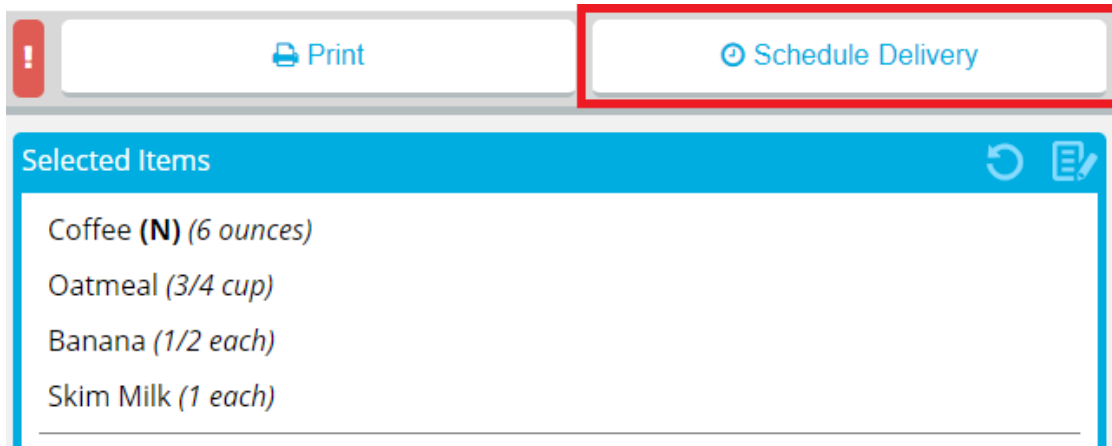 ! Print Schedule Delivery
Selected Items
Coffee (N) (6 ounces)
Oatmeal (3/4 cup)
Banana (1/2 each)
Skim Milk (1 each)